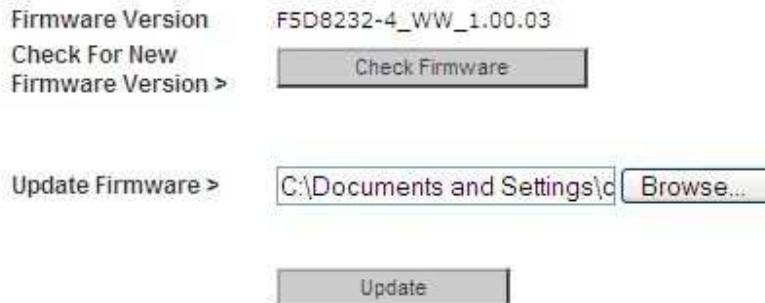 Firmware Version F5D8232-4_WW_1.00.03
Check For New
Firmware Version > Check Firmware
Update Firmware > C:\Documents and Settings\c Browse...
Update